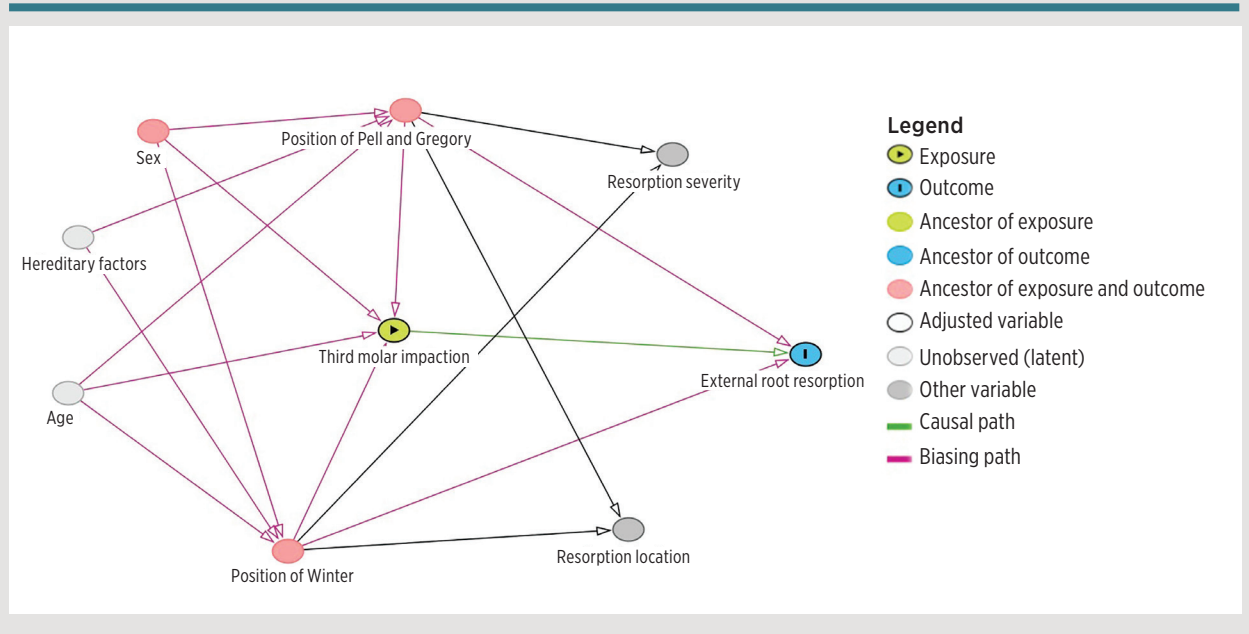 Position of Pell and Gregory
Sex
Resorption severity
Hereditary factors
Third molar impaction
External root resorption
Age
Resorption location
Position of Winter
Legend
Exposure
Outcome
Ancestor of exposure
Ancestor of outcome
Ancestor of exposure and outcome
Adjusted variable
Unobserved (latent)
Other variable
Causal path
Biasing path